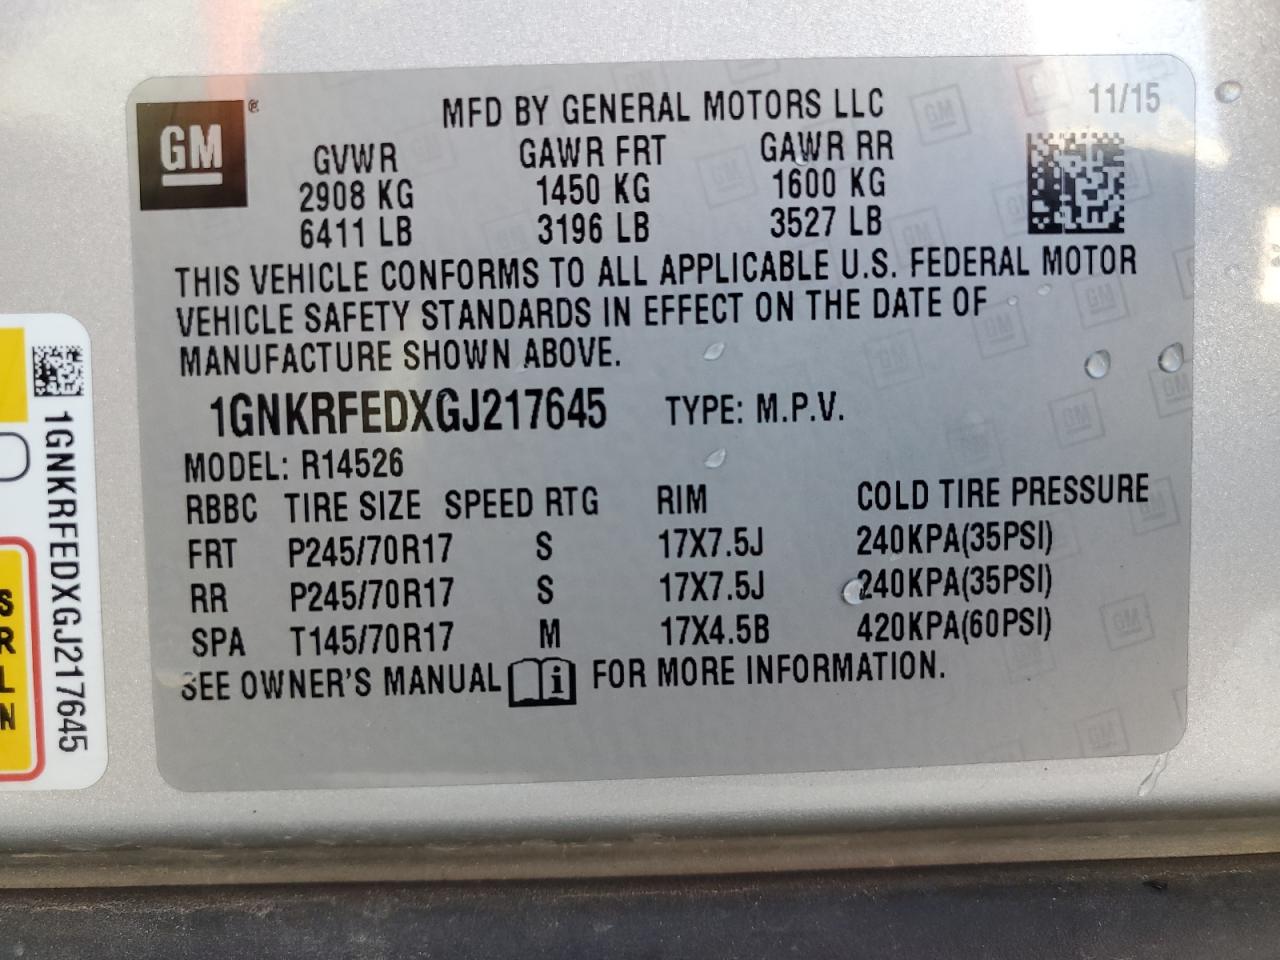 GM ®
MFD BY GENERAL MOTORS LLC 11/15
GVWR GAWR FRT GAWR RR
2908 KG 1450 KG 1600 KG
6411 LB 3196 LB 3527 LB
THIS VEHICLE CONFORMS TO ALL APPLICABLE U.S. FEDERAL MOTOR
VEHICLE SAFETY STANDARDS IN EFFECT ON THE DATE OF
MANUFACTURE SHOWN ABOVE.
1GNKRFEDXGJ217645 TYPE: M.P.V.
MODEL: R14526
RBBC TIRE SIZE SPEED RTG RIM COLD TIRE PRESSURE
FRT P245/70R17 S 17X7.5J 240KPA(35PSI)
RR P245/70R17 S 17X7.5J 240KPA(35PSI)
SPA T145/70R17 M 17X4.5B 420KPA(60PSI)
SEE OWNER'S MANUAL i FOR MORE INFORMATION.
1GNKRFEDXGJ217645
S
R
L
N